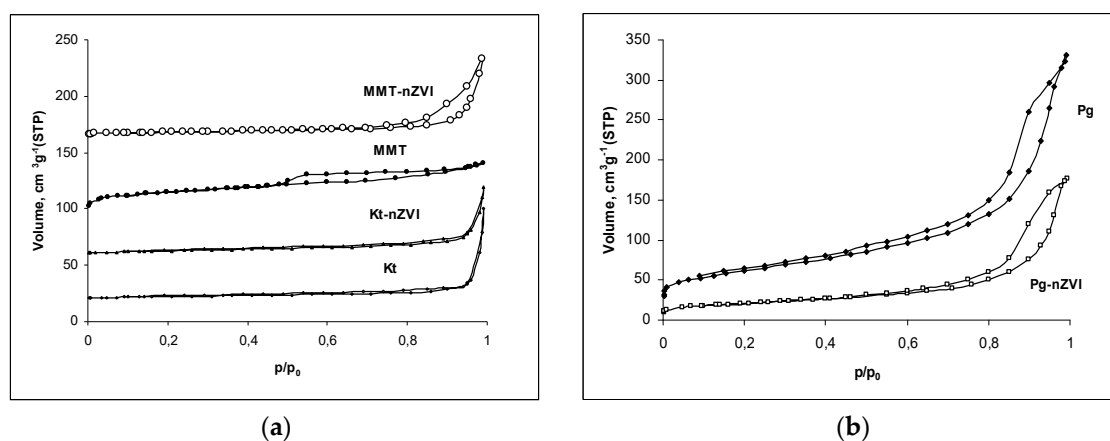 250
200
150
100
50
0
Volume, cm³g⁻¹(STP)
MMT-nZVI
MMT
Kt-nZVI
Kt
0 0,2 0,4 0,6 0,8 1
p/p₀
(a)
350
300
250
200
150
100
50
0
Volume, cm³g⁻¹(STP)
Pg
Pg-nZVI
0 0,2 0,4 0,6 0,8 1
p/p₀
(b)